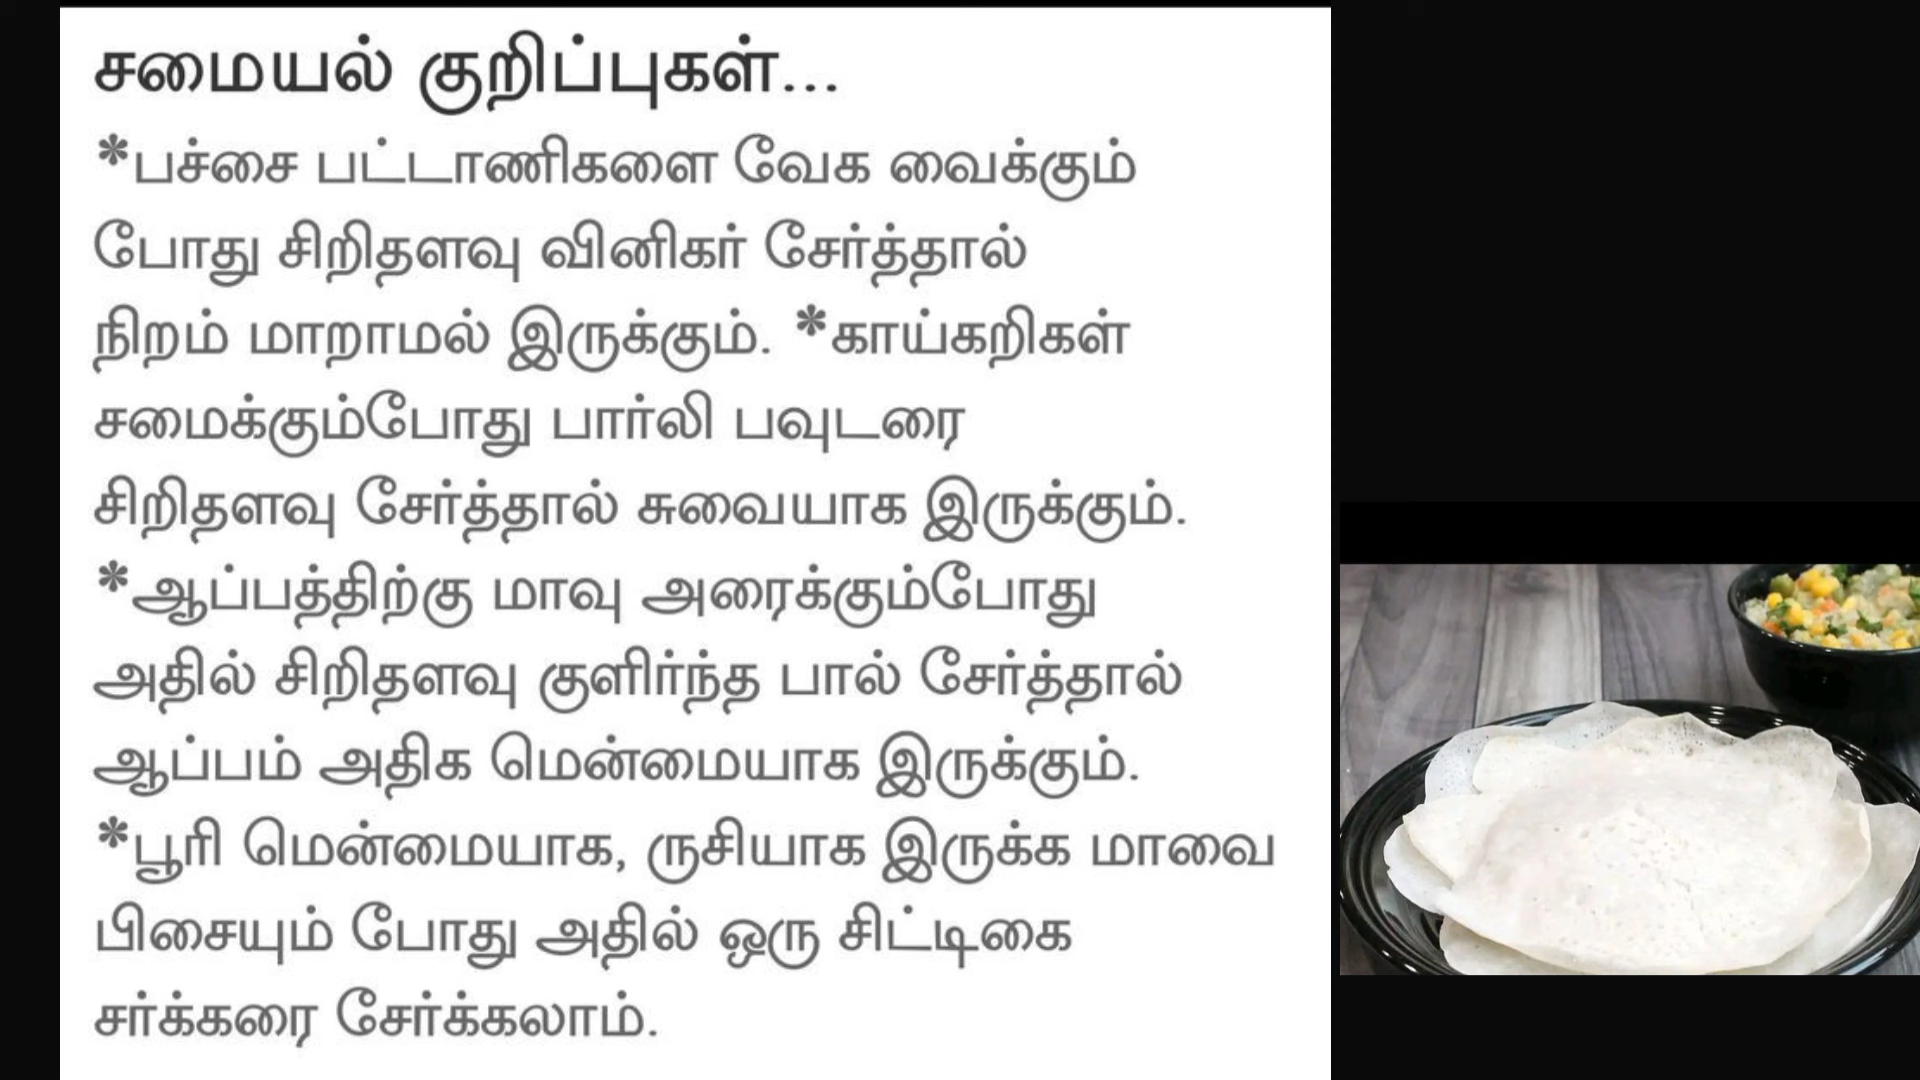 சமையல் குறிப்புகள்...
*பச்சை பட்டாணிகளை வேக வைக்கும்
போது சிறிதளவு வினிகர் சேர்த்தால்
நிறம் மாறாமல் இருக்கும். *காய்கறிகள்
சமைக்கும்போது பார்லி பவுடரை
சிறிதளவு சேர்த்தால் சுவையாக இருக்கும்.
*ஆப்பத்திற்கு மாவு அரைக்கும்போது
அதில் சிறிதளவு குளிர்ந்த பால் சேர்த்தால்
ஆப்பம் அதிக மென்மையாக இருக்கும்.
*பூரி மென்மையாக, ருசியாக இருக்க மாவை
பிசையும் போது அதில் ஒரு சிட்டிகை
சர்க்கரை சேர்க்கலாம்.